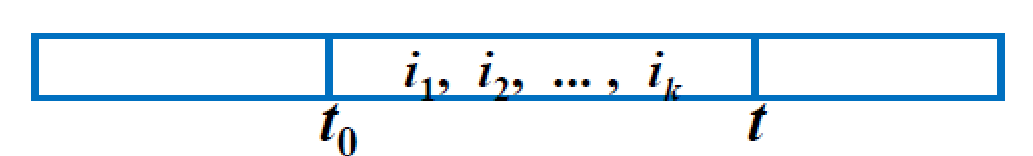 i₁, i₂, ... , iₖ
t₀ t